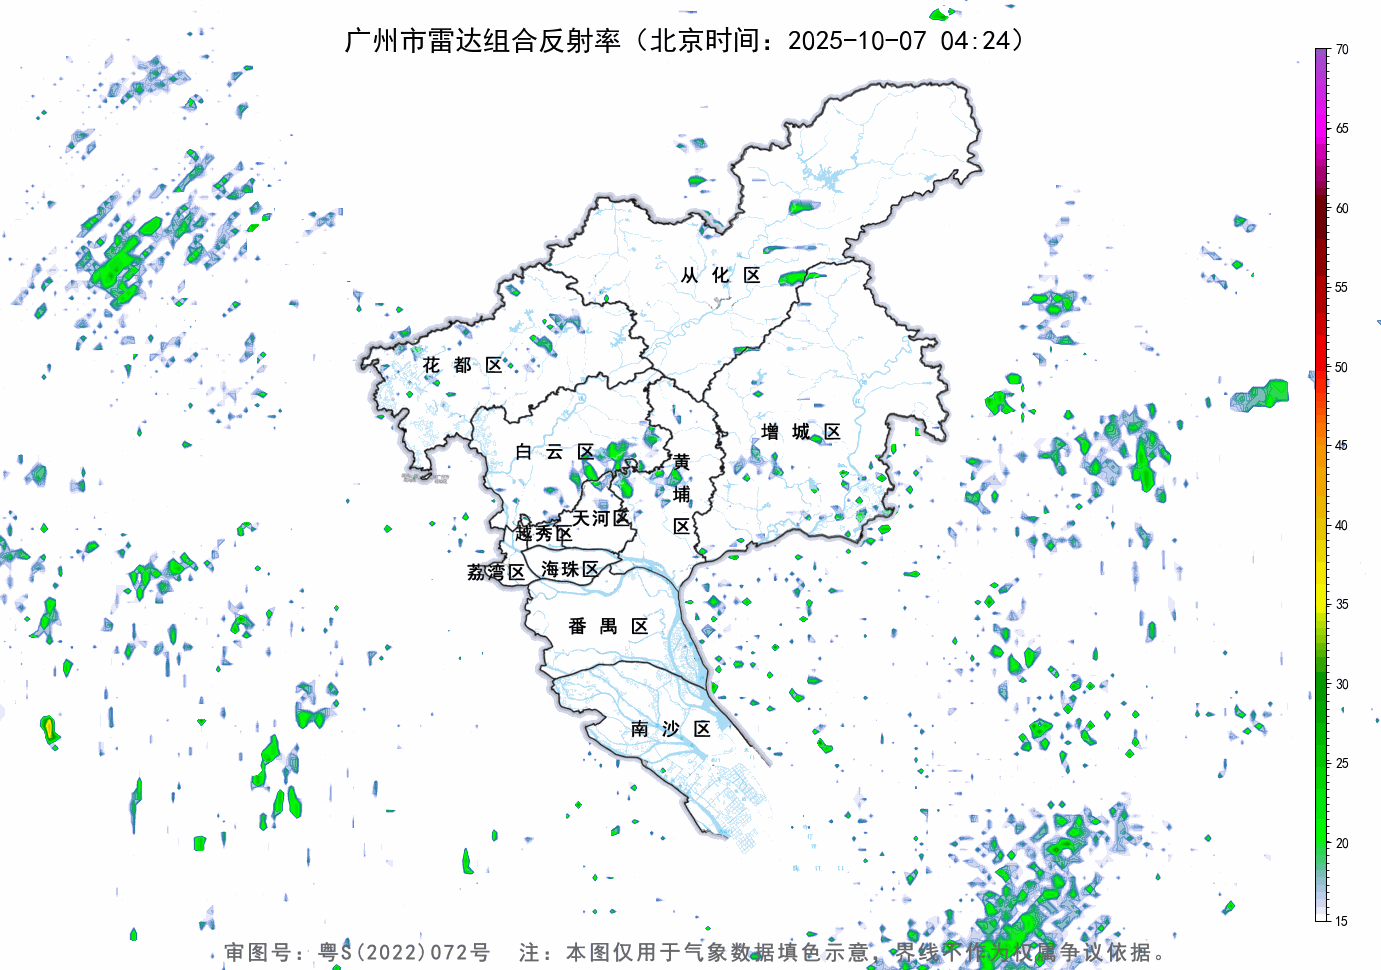 广州市雷达组合反射率（北京时间：2025-10-07 04:24）
70
65
60
55
50
45
40
35
30
25
20
15
从化区
花都区
增城区
白云区
黄埔区
天河区
越秀区
荔湾区
海珠区
番禺区
南沙区
审图号：粤S(2022)072号 注：本图仅用于气象数据填色示意，界线不作为权属争议依据。